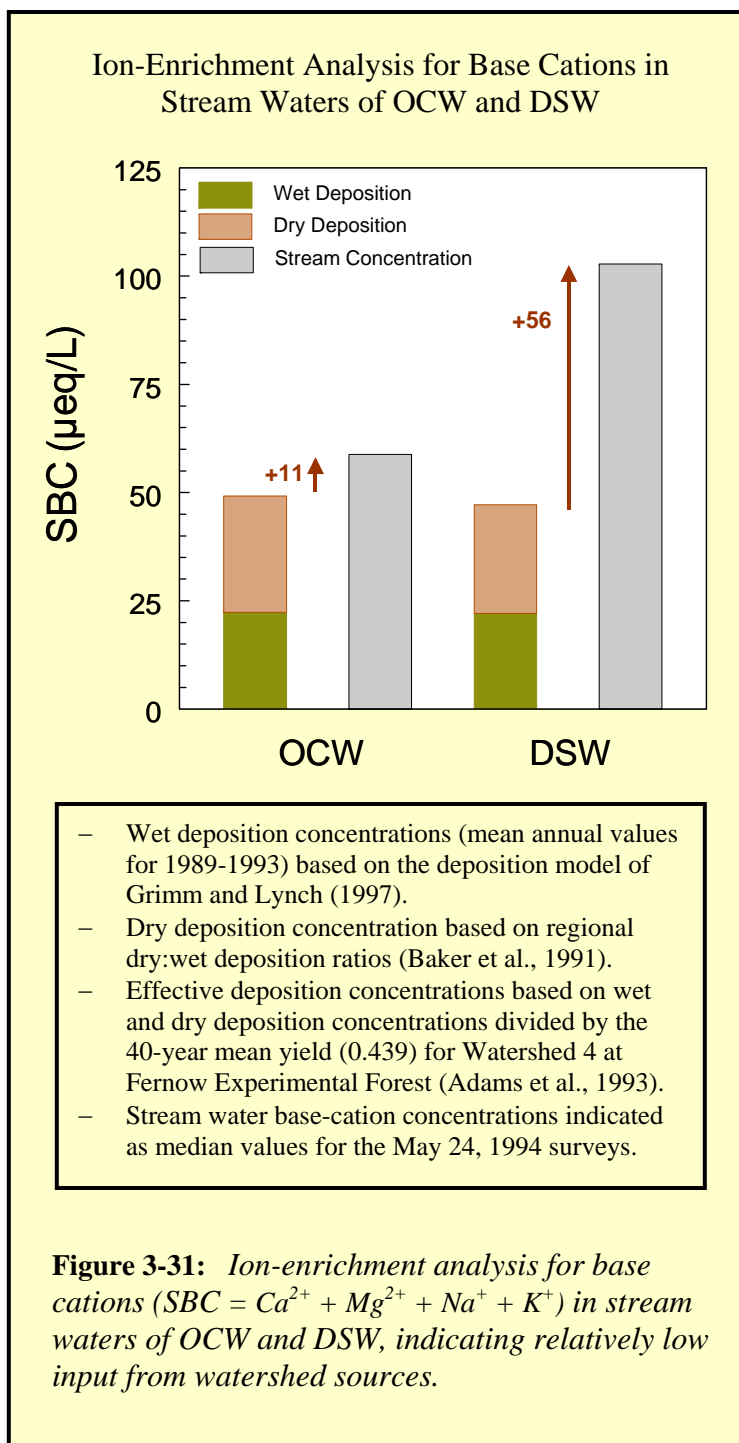 Ion-Enrichment Analysis for Base Cations in
Stream Waters of OCW and DSW
125
100
75
50
25
0
SBC (µeq/L)
Wet Deposition
Dry Deposition
Stream Concentration
+11
+56
OCW
DSW
– Wet deposition concentrations (mean annual values
for 1989-1993) based on the deposition model of
Grimm and Lynch (1997).
– Dry deposition concentration based on regional
dry:wet deposition ratios (Baker et al., 1991).
– Effective deposition concentrations based on wet
and dry deposition concentrations divided by the
40-year mean yield (0.439) for Watershed 4 at
Fernow Experimental Forest (Adams et al., 1993).
– Stream water base-cation concentrations indicated
as median values for the May 24, 1994 surveys.
Figure 3-31: Ion-enrichment analysis for base
cations (SBC = Ca²⁺ + Mg²⁺ + Na⁺ + K⁺) in stream
waters of OCW and DSW, indicating relatively low
input from watershed sources.